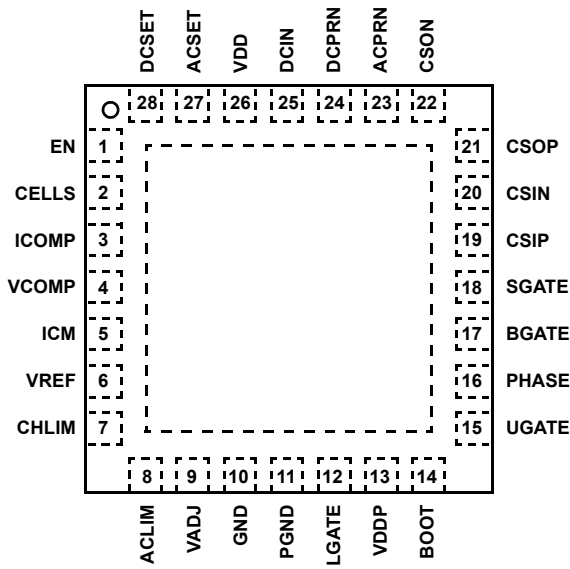 DCSET
ACSET
VDD
DCIN
DCPRN
ACPRN
CSON
28
27
26
25
24
23
22
EN 1
CELLS 2
ICOMP 3
VCOMP 4
ICM 5
VREF 6
CHLIM 7
21 CSOP
20 CSIN
19 CSIP
18 SGATE
17 BGATE
16 PHASE
15 UGATE
8
9
10
11
12
13
14
ACLIM
VADJ
GND
PGND
LGATE
VDDP
BOOT